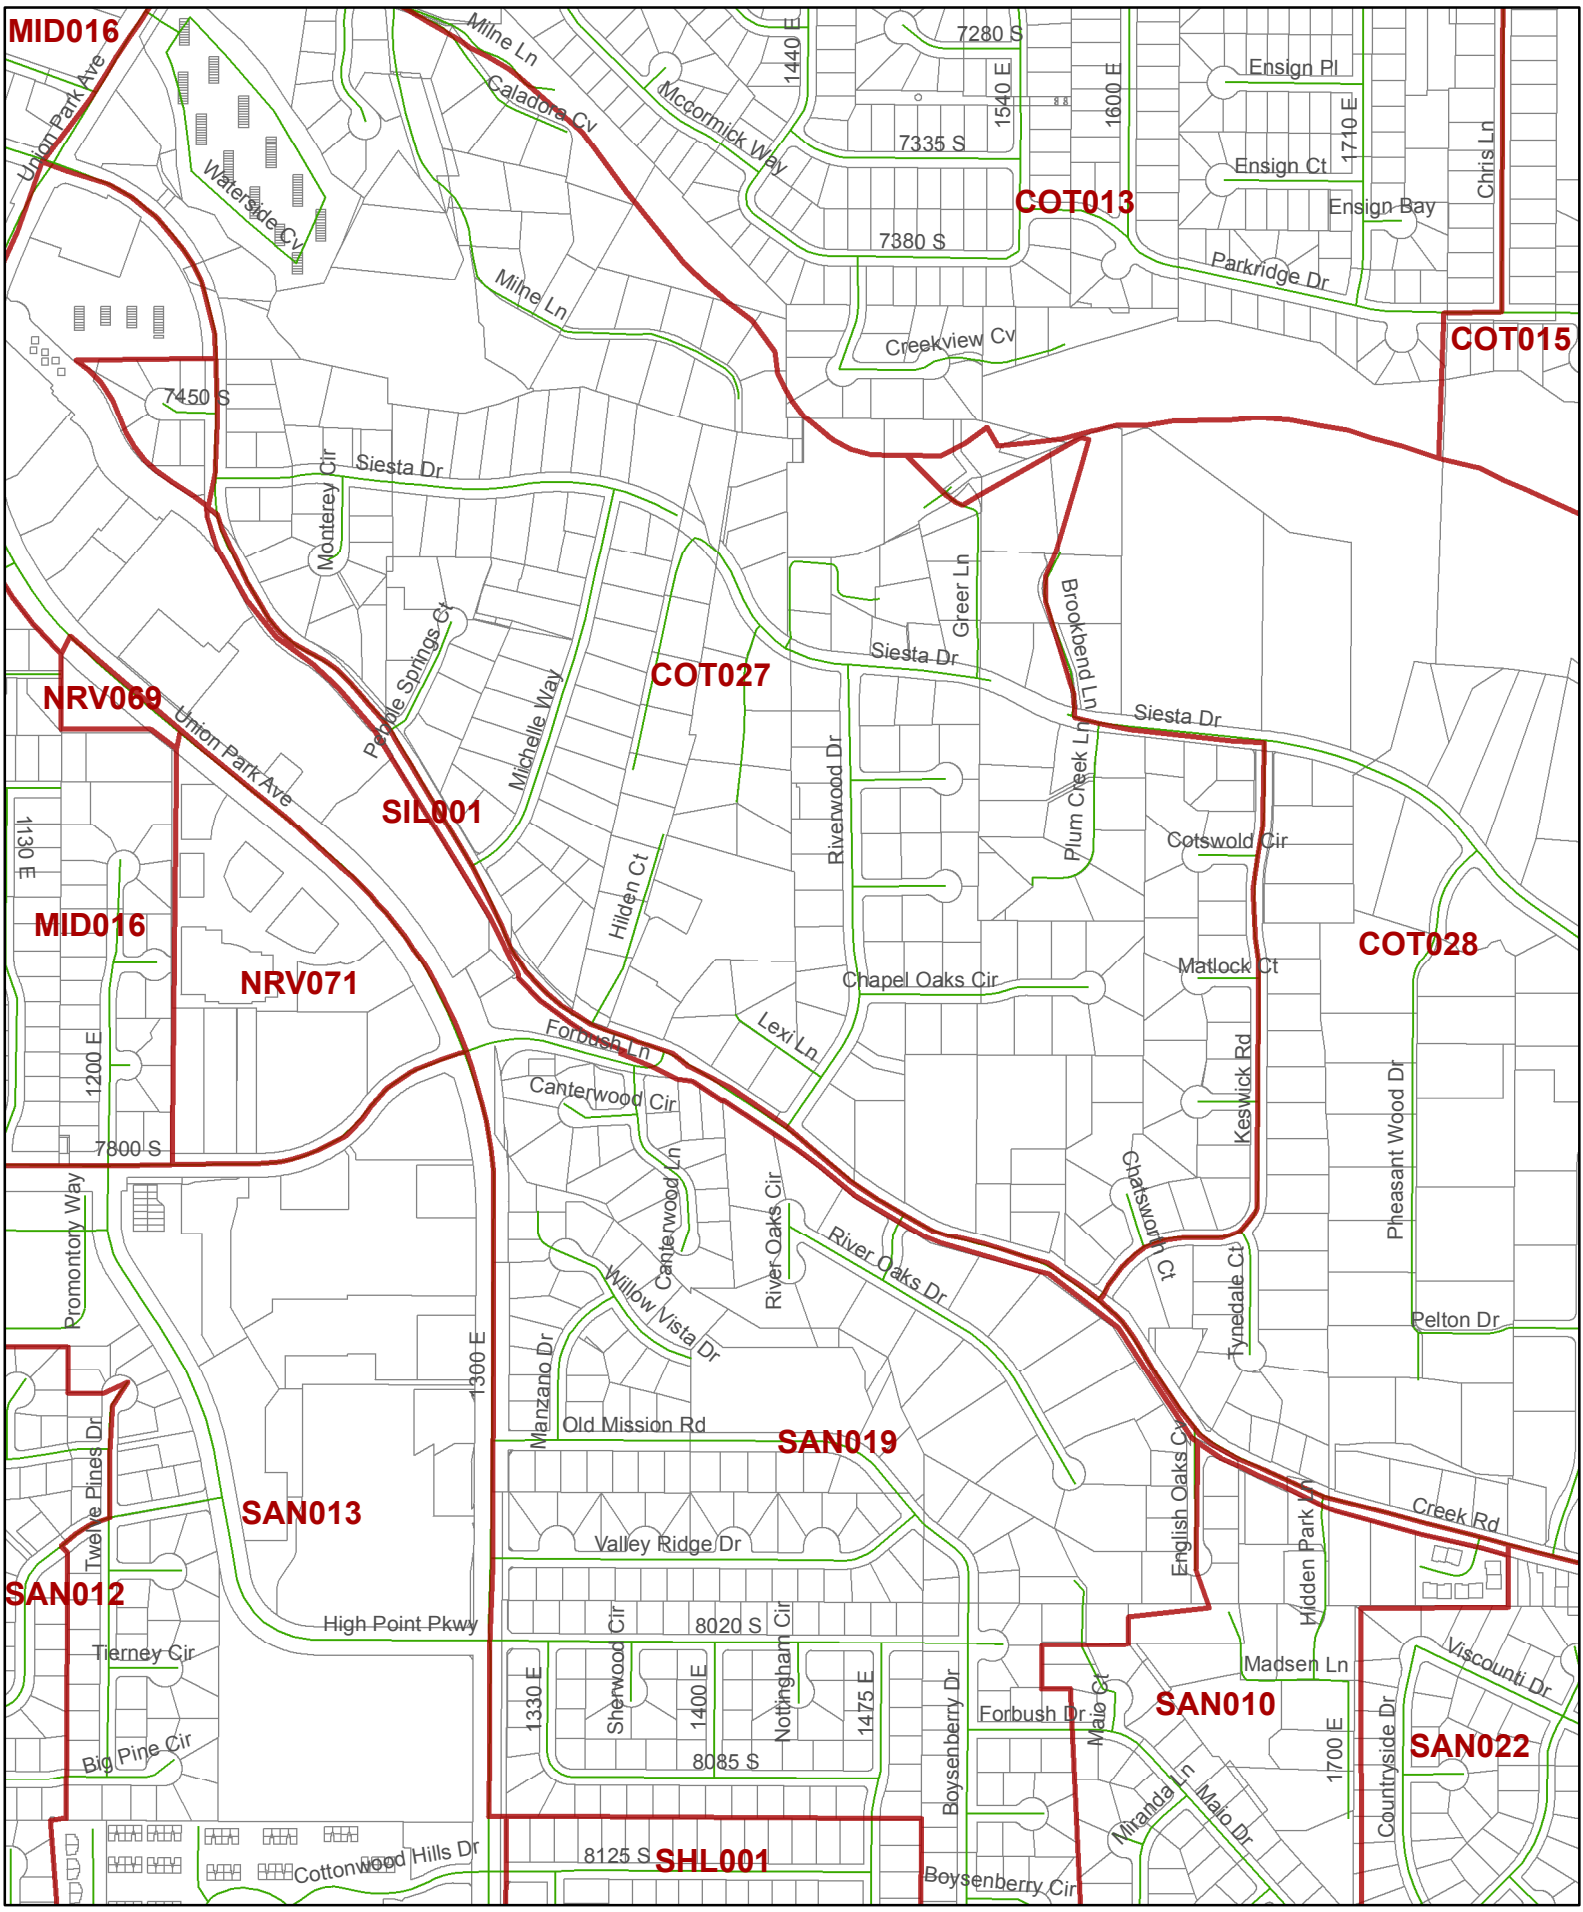 MID016
Union Park Ave
Milne Ln
Caladora Cv
Mccormick Way
1440 E
7280 S
1540 E
1600 E
Ensign Pl
1710 E
Chris Ln
7335 S
Ensign Ct
Waterside Cv
COT013
Ensign Bay
7380 S
Parkridge Dr
Milne Ln
Creekview Cv
COT015
7450 S
Siesta Dr
Monterey Cir
Greer Ln
Brookbend Ln
Pebble Springs Ct
Siesta Dr
COT027
NRV069
Union Park Ave
Michelle Way
Siesta Dr
Plum Creek Ln
Riverwood Dr
SIL001
1130 E
Cotswold Cir
Hilden Ct
MID016
COT028
NRV071
Chapel Oaks Cir
Matlock Ct
Lexi Ln
Forbush Ln
1200 E
Canterwood Cir
Keswick Rd
Pheasant Wood Dr
7800 S
Chatsworth Ct
Canterwood Ln
River Oaks Cir
River Oaks Dr
Promontory Way
Willow Vista Dr
Tynedale Ct
Pelton Dr
1300 E
Manzano Dr
Old Mission Rd
SAN019
English Oaks Cv
Twelve Pines Dr
SAN013
Creek Rd
Hidden Park Ln
Valley Ridge Dr
SAN012
High Point Pkwy
8020 S
Sherwood Cir
Nottingham Cir
Tierney Cir
Madsen Ln
Viscounti Dr
1330 E
1400 E
1475 E
Boysenberry Dr
Forbush Dr
Maio Ct
SAN010
1700 E
Countryside Dr
SAN022
Big Pine Cir
8085 S
Miranda Ln
Maio Dr
Cottonwood Hills Dr
8125 S
SHL001
Boysenberry Cir